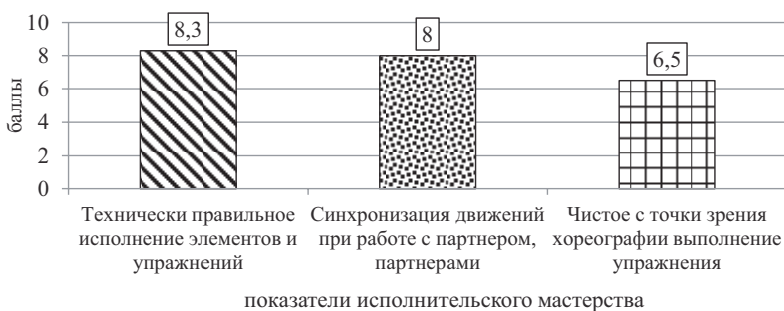 10
8
6
4
2
0
баллы
8,3
8
6,5
Технически правильное
исполнение элементов и
упражнений
Синхронизация движений
при работе с партнером,
партнерами
Чистое с точки зрения
хореографии выполнение
упражнения
показатели исполнительского мастерства